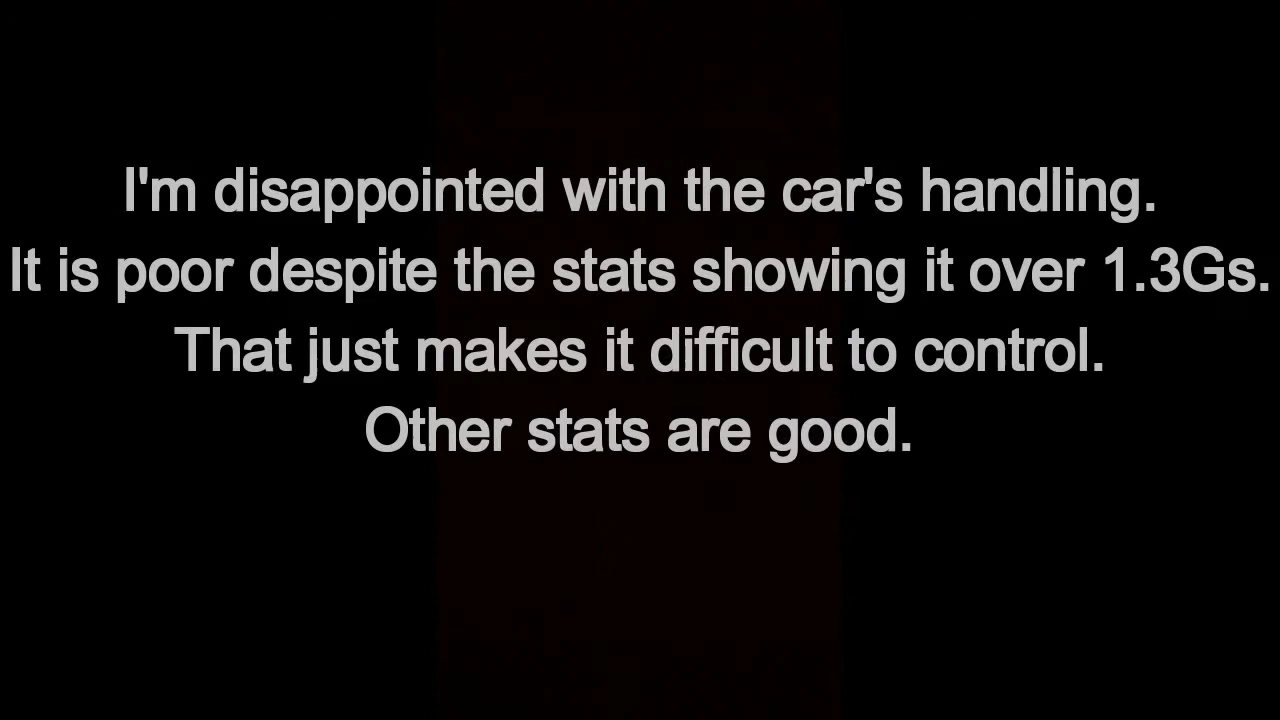 I'm disappointed with the car's handling.
It is poor despite the stats showing it over 1.3Gs.
That just makes it difficult to control.
Other stats are good.